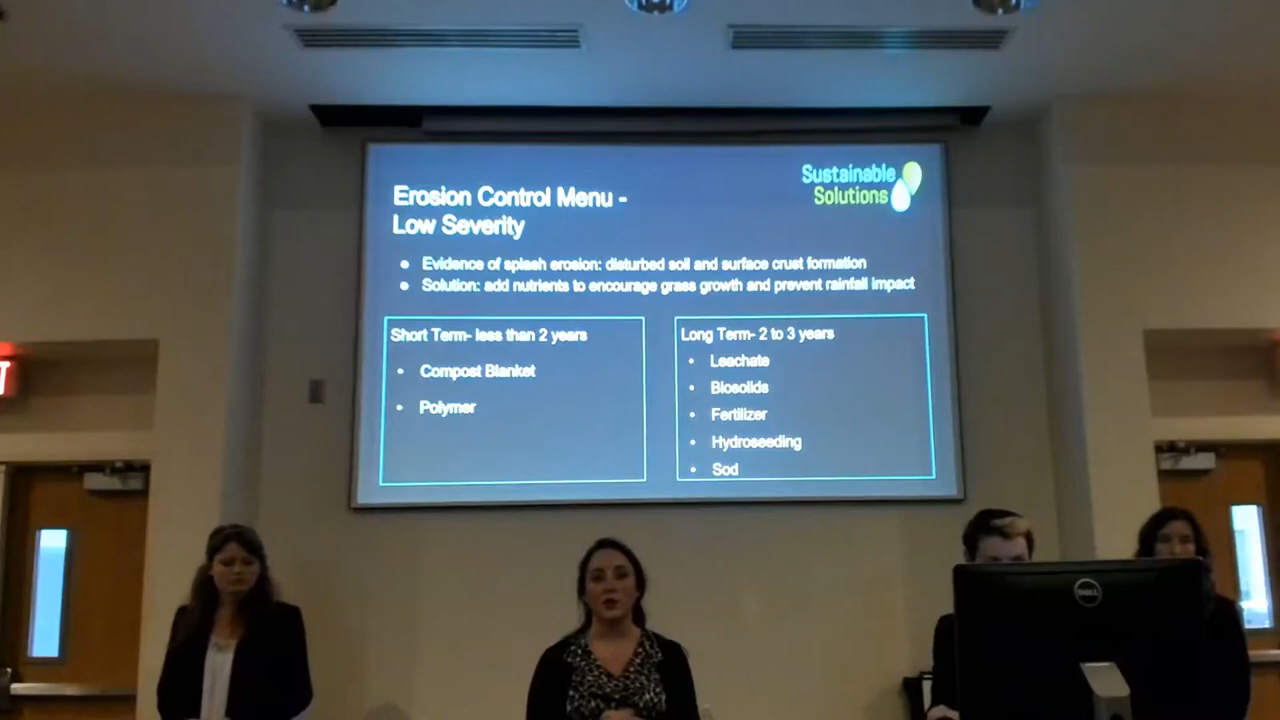 Sustainable
Solutions
Erosion Control Menu -
Low Severity
Evidence of splash erosion: disturbed soil and surface crust formation
Solution: add nutrients to encourage grass growth and prevent rainfall impact
Short Term- less than 2 years
Compost Blanket
Polymer
Long Term- 2 to 3 years
Leachate
Biosolids
Fertilizer
Hydroseeding
Sod
T
DELL